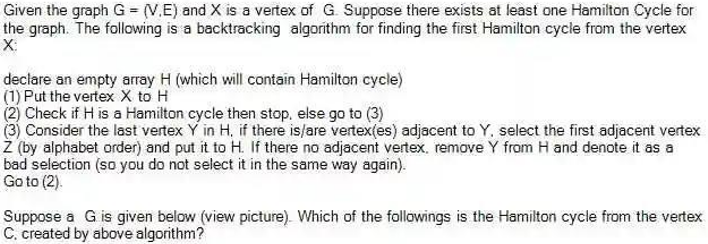 Given the graph G = (V,E) and X is a vertex of G. Suppose there exists at least one Hamilton Cycle for
the graph. The following is a backtracking algorithm for finding the first Hamilton cycle from the vertex
X:
declare an empty array H (which will contain Hamilton cycle)
(1) Put the vertex X to H
(2) Check if H is a Hamilton cycle then stop, else go to (3)
(3) Consider the last vertex Y in H, if there is/are vertex(es) adjacent to Y, select the first adjacent vertex
Z (by alphabet order) and put it to H. If there no adjacent vertex, remove Y from H and denote it as a
bad selection (so you do not select it in the same way again).
Go to (2).
Suppose a G is given below (view picture). Which of the followings is the Hamilton cycle from the vertex
C, created by above algorithm?